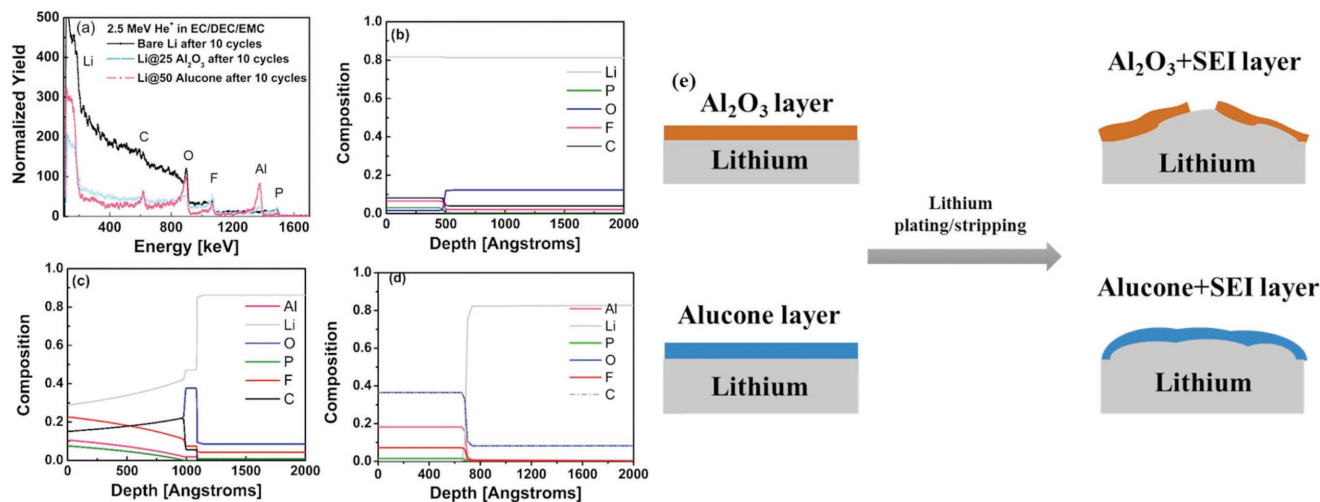 (a)
2.5 MeV He⁺ in EC/DEC/EMC
Bare Li after 10 cycles
Li@25 Al₂O₃ after 10 cycles
Li@50 Alucone after 10 cycles
Li
C
O
F
Al
P
500
400
300
200
100
0
400 800 1200 1600
Normalized Yield
Energy [keV]
(b)
1.0
0.8
0.6
0.4
0.2
0.0
0 500 1000 1500 2000
Composition
Depth [Angstroms]
Li
P
O
F
C
(c)
1.0
0.8
0.6
0.4
0.2
0.0
0 500 1000 1500 2000
Composition
Depth [Angstroms]
Al
Li
O
P
F
C
(d)
1.0
0.8
0.6
0.4
0.2
0.0
0 400 800 1200 1600 2000
Composition
Depth [Angstroms]
Al
Li
P
O
F
C
(e)
Al₂O₃ layer
Lithium
Alucone layer
Lithium
Lithium
plating/stripping
Al₂O₃+SEI layer
Lithium
Alucone+SEI layer
Lithium